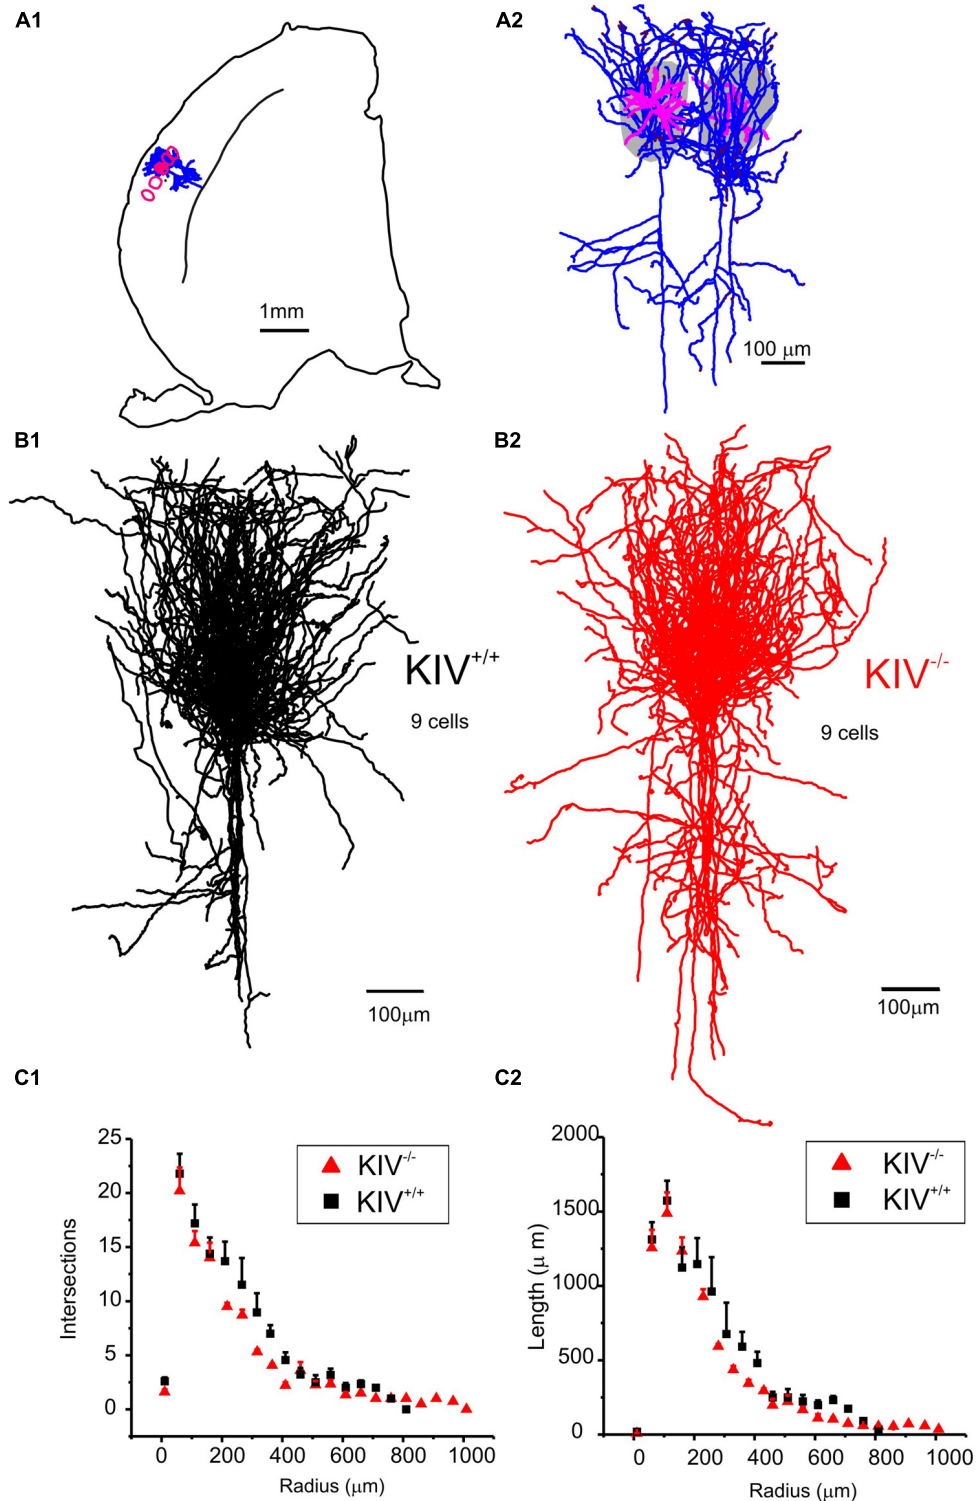 A1
A2
1mm
100 μm
B1
B2
KIV+/+
9 cells
KIV-/-
9 cells
100μm
100μm
C1
C2
25
20
15
10
5
0
Intersections
KIV-/-
KIV+/+
0 200 400 600 800 1000
Radius (μm)
2000
1500
1000
500
0
Length (μ m)
KIV-/-
KIV+/+
0 200 400 600 800 1000
Radius (μm)